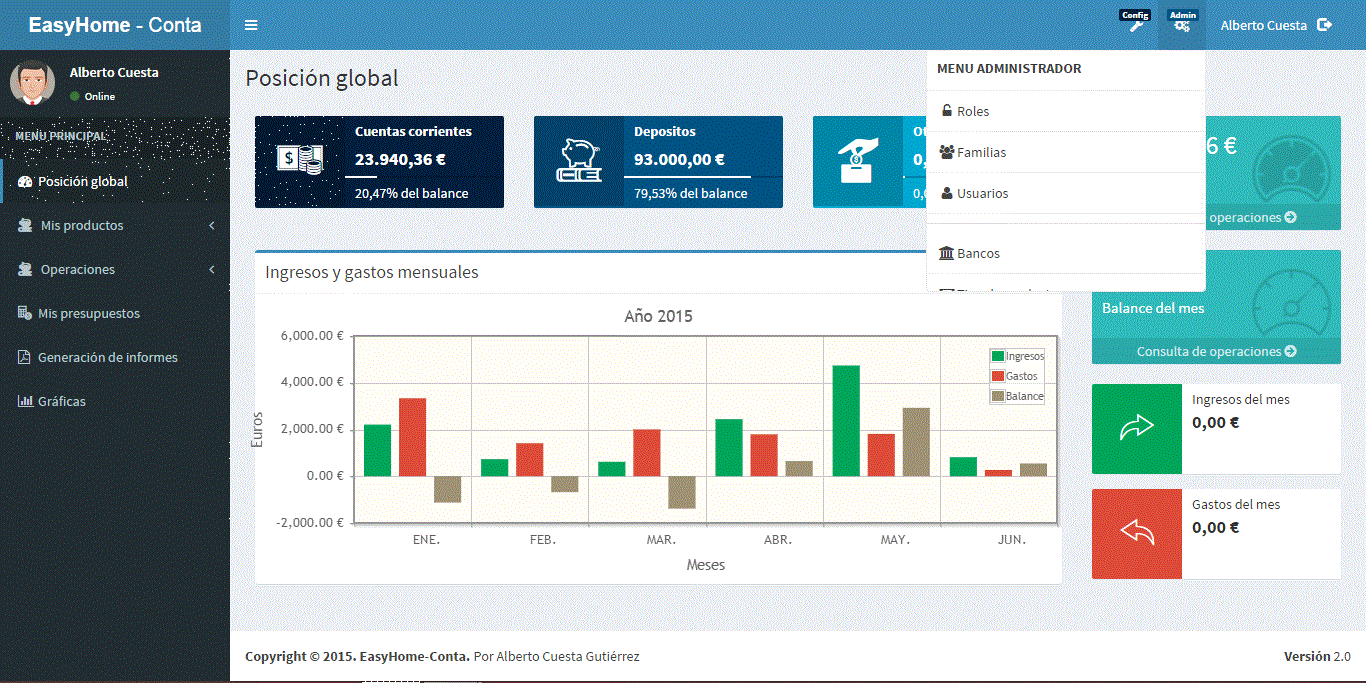 EasyHome - Conta
Config
Admin
Alberto Cuesta
Alberto Cuesta
Online
MENU PRINCIPAL
Posición global
Mis productos
Operaciones
Mis presupuestos
Generación de informes
Gráficas
Posición global
Cuentas corrientes
23.940,36 €
20,47% del balance
Depositos
93.000,00 €
79,53% del balance
MENU ADMINISTRADOR
Roles
Familias
Usuarios
Bancos
6 €
operaciones
Balance del mes
Consulta de operaciones
Ingresos del mes
0,00 €
Gastos del mes
0,00 €
Ingresos y gastos mensuales
Año 2015
6,000.00 €
4,000.00 €
2,000.00 €
0.00 €
-2,000.00 €
Euros
Ingresos
Gastos
Balance
ENE.
FEB.
MAR.
ABR.
MAY.
JUN.
Meses
Copyright © 2015. EasyHome-Conta. Por Alberto Cuesta Gutiérrez
Versión 2.0